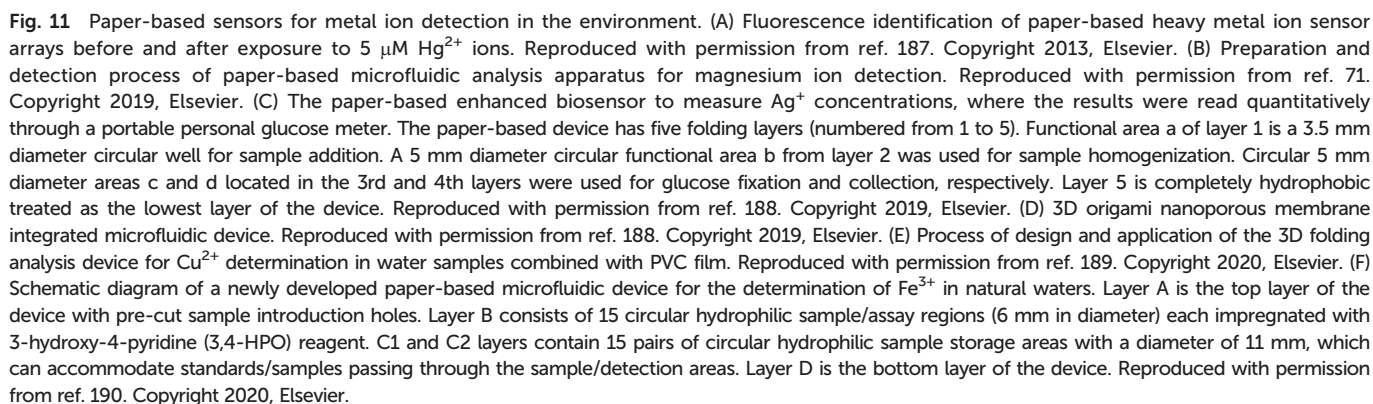 Fig. 11 Paper-based sensors for metal ion detection in the environment. (A) Fluorescence identification of paper-based heavy metal ion sensor
arrays before and after exposure to 5 μM Hg²⁺ ions. Reproduced with permission from ref. 187. Copyright 2013, Elsevier. (B) Preparation and
detection process of paper-based microfluidic analysis apparatus for magnesium ion detection. Reproduced with permission from ref. 71.
Copyright 2019, Elsevier. (C) The paper-based enhanced biosensor to measure Ag⁺ concentrations, where the results were read quantitatively
through a portable personal glucose meter. The paper-based device has five folding layers (numbered from 1 to 5). Functional area a of layer 1 is a 3.5 mm
diameter circular well for sample addition. A 5 mm diameter circular functional area b from layer 2 was used for sample homogenization. Circular 5 mm
diameter areas c and d located in the 3rd and 4th layers were used for glucose fixation and collection, respectively. Layer 5 is completely hydrophobic
treated as the lowest layer of the device. Reproduced with permission from ref. 188. Copyright 2019, Elsevier. (D) 3D origami nanoporous membrane
integrated microfluidic device. Reproduced with permission from ref. 188. Copyright 2019, Elsevier. (E) Process of design and application of the 3D folding
analysis device for Cu²⁺ determination in water samples combined with PVC film. Reproduced with permission from ref. 189. Copyright 2020, Elsevier. (F)
Schematic diagram of a newly developed paper-based microfluidic device for the determination of Fe³⁺ in natural waters. Layer A is the top layer of the
device with pre-cut sample introduction holes. Layer B consists of 15 circular hydrophilic sample/assay regions (6 mm in diameter) each impregnated with
3-hydroxy-4-pyridine (3,4-HPO) reagent. C1 and C2 layers contain 15 pairs of circular hydrophilic sample storage areas with a diameter of 11 mm, which
can accommodate standards/samples passing through the sample/detection areas. Layer D is the bottom layer of the device. Reproduced with permission
from ref. 190. Copyright 2020, Elsevier.